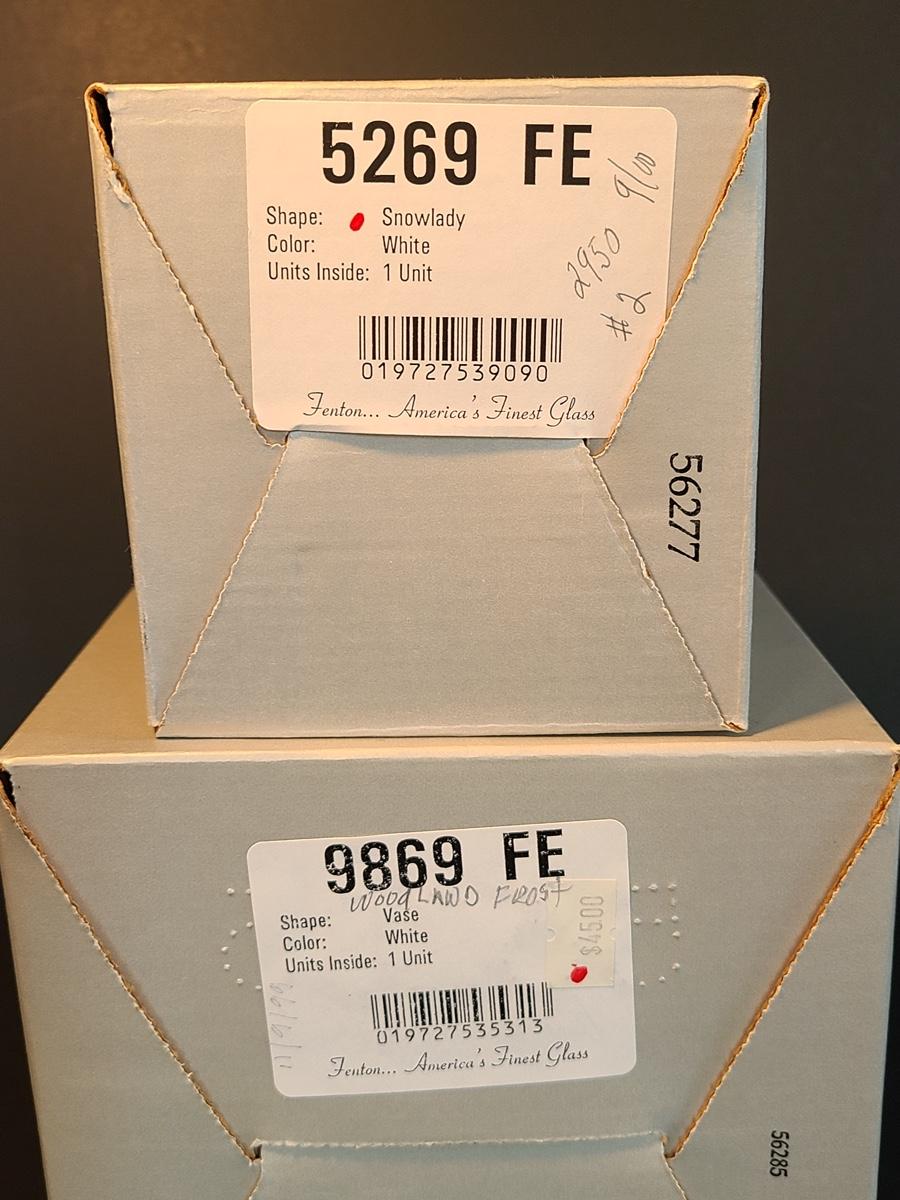 5269 FE
Shape: Snowlady
Color: White
Units Inside: 1 Unit
9/00
2950
#2
019727539090
Fenton... America's Finest Glass
56277
9869 FE
WOODLAND FROST
Shape: Vase
Color: White
Units Inside: 1 Unit
$45.00
019727535313
Fenton... America's Finest Glass
56285